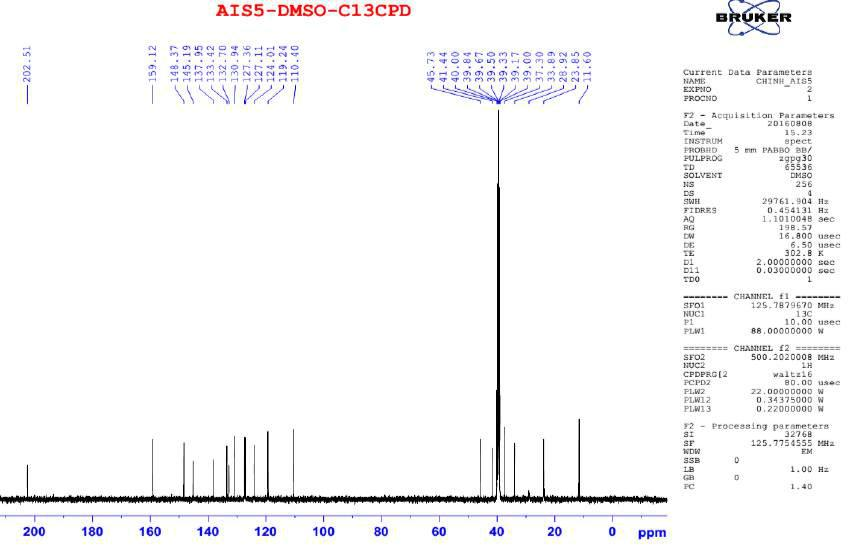 AIS5-DMSO-C13CPD
BRUKER
202.51
159.12
148.37
145.19
137.95
133.42
132.70
130.94
127.36
127.11
124.01
119.24
110.40
45.73
41.44
40.00
39.84
39.67
39.50
39.33
39.17
39.00
37.30
33.89
28.92
23.85
11.60
Current Data Parameters
NAME CHINH_AIS5
EXPNO 2
PROCNO 1
F2 - Acquisition Parameters
Date_ 20160808
Time 15.23
INSTRUM spect
PROBHD 5 mm PABBO BB/
PULPROG zgpg30
TD 65536
SOLVENT DMSO
NS 256
DS 4
SWH 29761.904 Hz
FIDRES 0.454131 Hz
AQ 1.1010048 sec
RG 198.57
DW 16.800 usec
DE 6.50 usec
TE 302.8 K
D1 2.00000000 sec
D11 0.03000000 sec
TD0 1
======== CHANNEL f1 ========
SFO1 125.7879670 MHz
NUC1 13C
P1 10.00 usec
PLW1 88.00000000 W
======== CHANNEL f2 ========
SFO2 500.2020008 MHz
NUC2 1H
CPDPRG[2 waltz16
PCPD2 80.00 usec
PLW2 22.00000000 W
PLW12 0.34375000 W
PLW13 0.22000000 W
F2 - Processing parameters
SI 32768
SF 125.7754555 MHz
WDW EM
SSB 0
LB 1.00 Hz
GB 0
PC 1.40
200 180 160 140 120 100 80 60 40 20 0 ppm